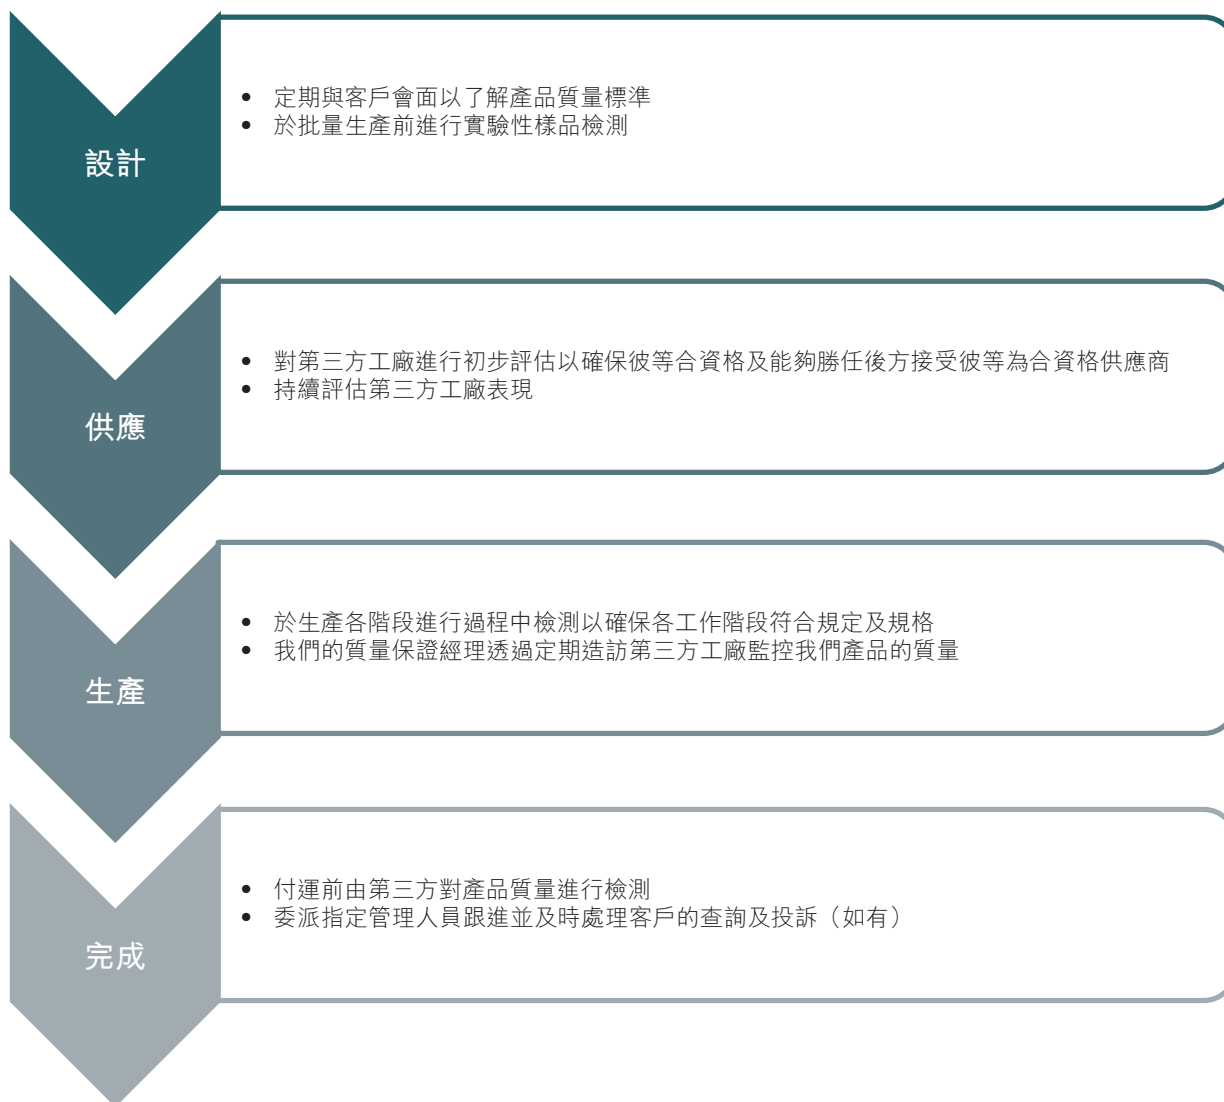 設計
• 定期與客戶會面以了解產品質量標準
• 於批量生產前進行實驗性樣品檢測
供應
• 對第三方工廠進行初步評估以確保彼等合資格及能夠勝任後方接受彼等為合資格供應商
• 持續評估第三方工廠表現
生產
• 於生產各階段進行過程中檢測以確保各工作階段符合規定及規格
• 我們的質量保證經理透過定期造訪第三方工廠監控我們產品的質量
完成
• 付運前由第三方對產品質量進行檢測
• 委派指定管理人員跟進並及時處理客戶的查詢及投訴（如有）